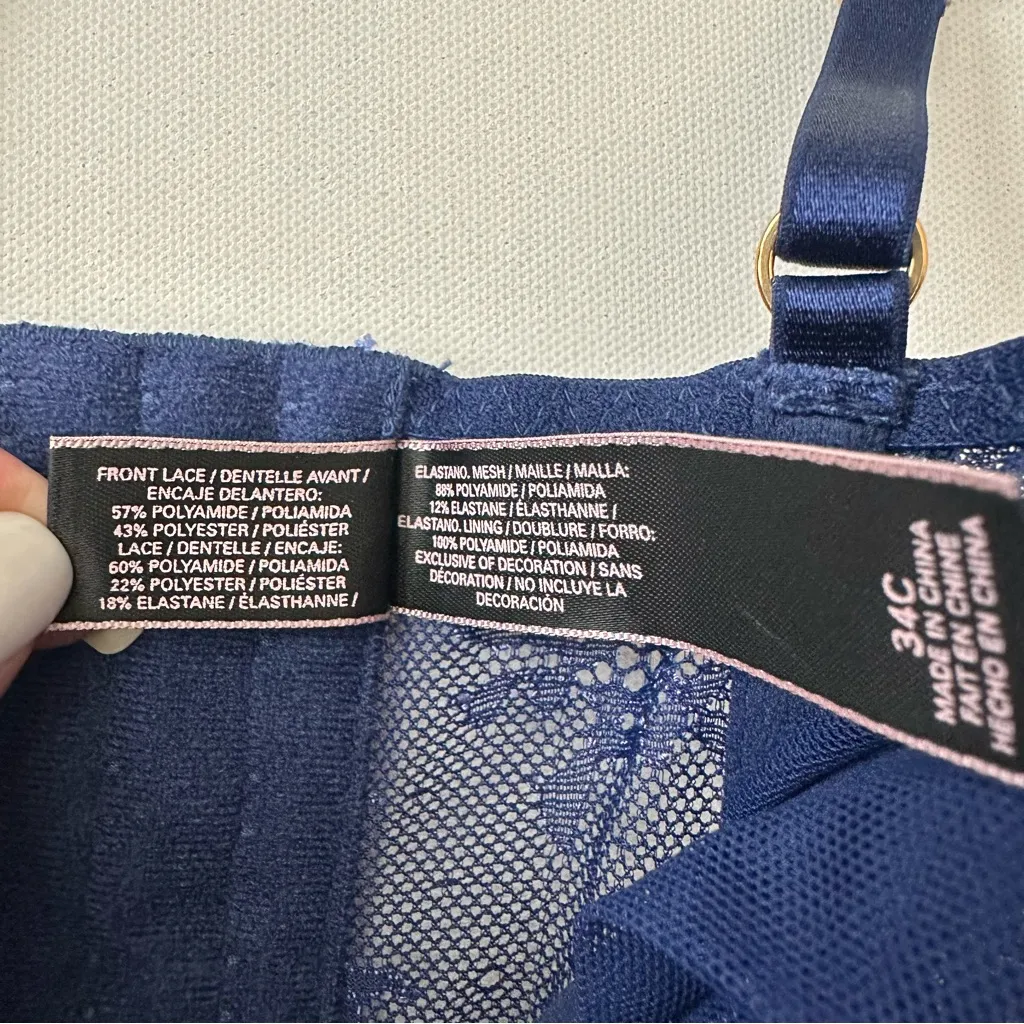 FRONT LACE / DENTELLE AVANT /
ENCAJE DELANTERO:
57% POLYAMIDE / POLIAMIDA
43% POLYESTER / POLIÉSTER
LACE / DENTELLE / ENCAJE:
60% POLYAMIDE / POLIAMIDA
22% POLYESTER / POLIÉSTER
18% ELASTANE / ÉLASTHANNE /
ELASTANO. MESH / MAILLE / MALLA:
88% POLYAMIDE / POLIAMIDA
12% ELASTANE / ÉLASTHANNE /
ELASTANO. LINING / DOUBLURE / FORRO:
100% POLYAMIDE / POLIAMIDA
EXCLUSIVE OF DECORATION / SANS
DÉCORATION / NO INCLUYE LA
DECORACIÓN
34C
MADE IN CHINA
FAIT EN CHINE
HECHO EN CHINA